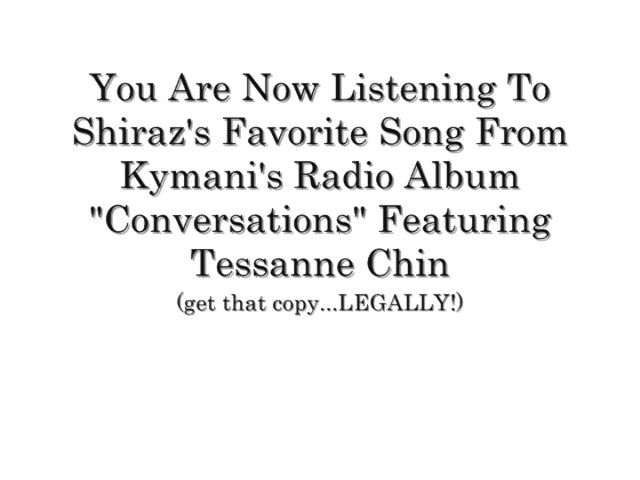 You Are Now Listening To
Shiraz's Favorite Song From
Kymani's Radio Album
"Conversations" Featuring
Tessanne Chin
(get that copy...LEGALLY!)